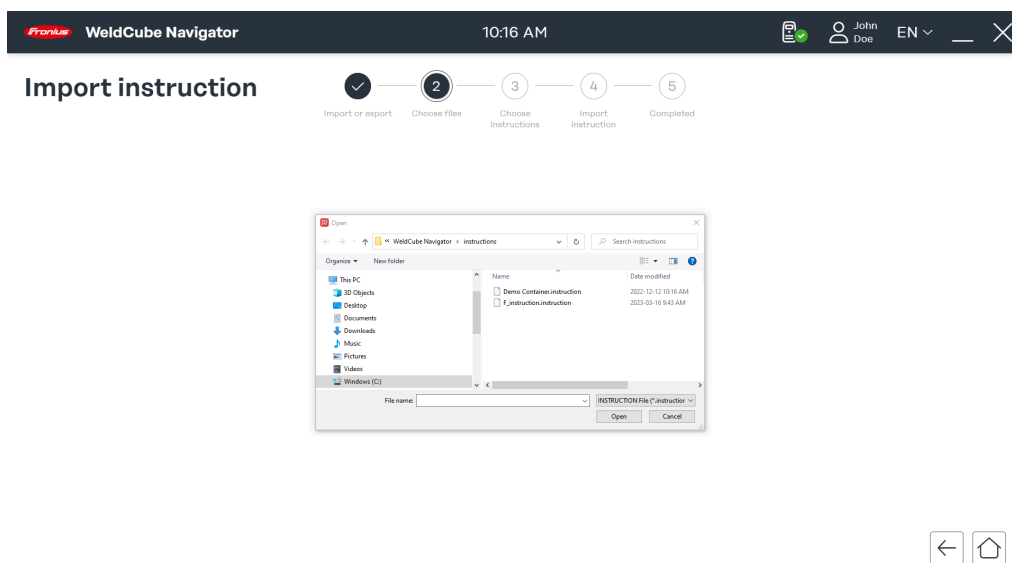 Fronius WeldCube Navigator 10:16 AM John Doe EN
Import instruction
2 3 4 5
Import or export Choose files Choose instructions Import instruction Completed
Open
« WeldCube Navigator › instructions Search instructions
Organize New folder
This PC Name Date modified
3D Objects Demo Container.instruction 2022-12-12 10:16 AM
Desktop F_instruction.instruction 2023-03-16 9:43 AM
Documents
Downloads
Music
Pictures
Videos
Windows (C:)
File name: INSTRUCTION File (*.instruction
Open Cancel